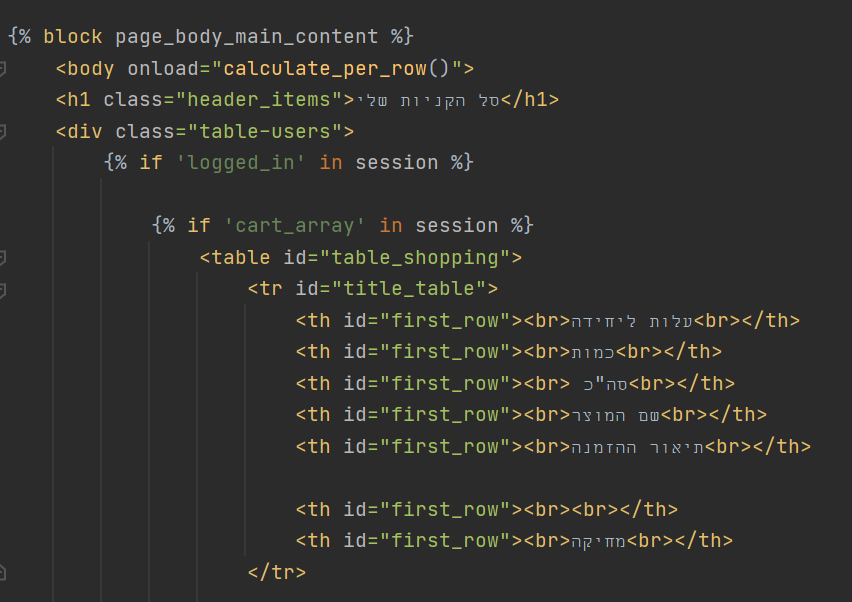 {% block page_body_main_content %}
<body onload="calculate_per_row()">
<h1 class="header_items">סל הקניות שלי</h1>
<div class="table-users">
{% if 'logged_in' in session %}
{% if 'cart_array' in session %}
<table id="table_shopping">
<tr id="title_table">
<th id="first_row"><br>עלות ליחידה<br></th>
<th id="first_row"><br>כמות<br></th>
<th id="first_row"><br> סה"כ<br></th>
<th id="first_row"><br>שם המוצר<br></th>
<th id="first_row"><br>תיאור ההזמנה<br></th>
<th id="first_row"><br><br></th>
<th id="first_row"><br>מחיקה<br></th>
</tr>